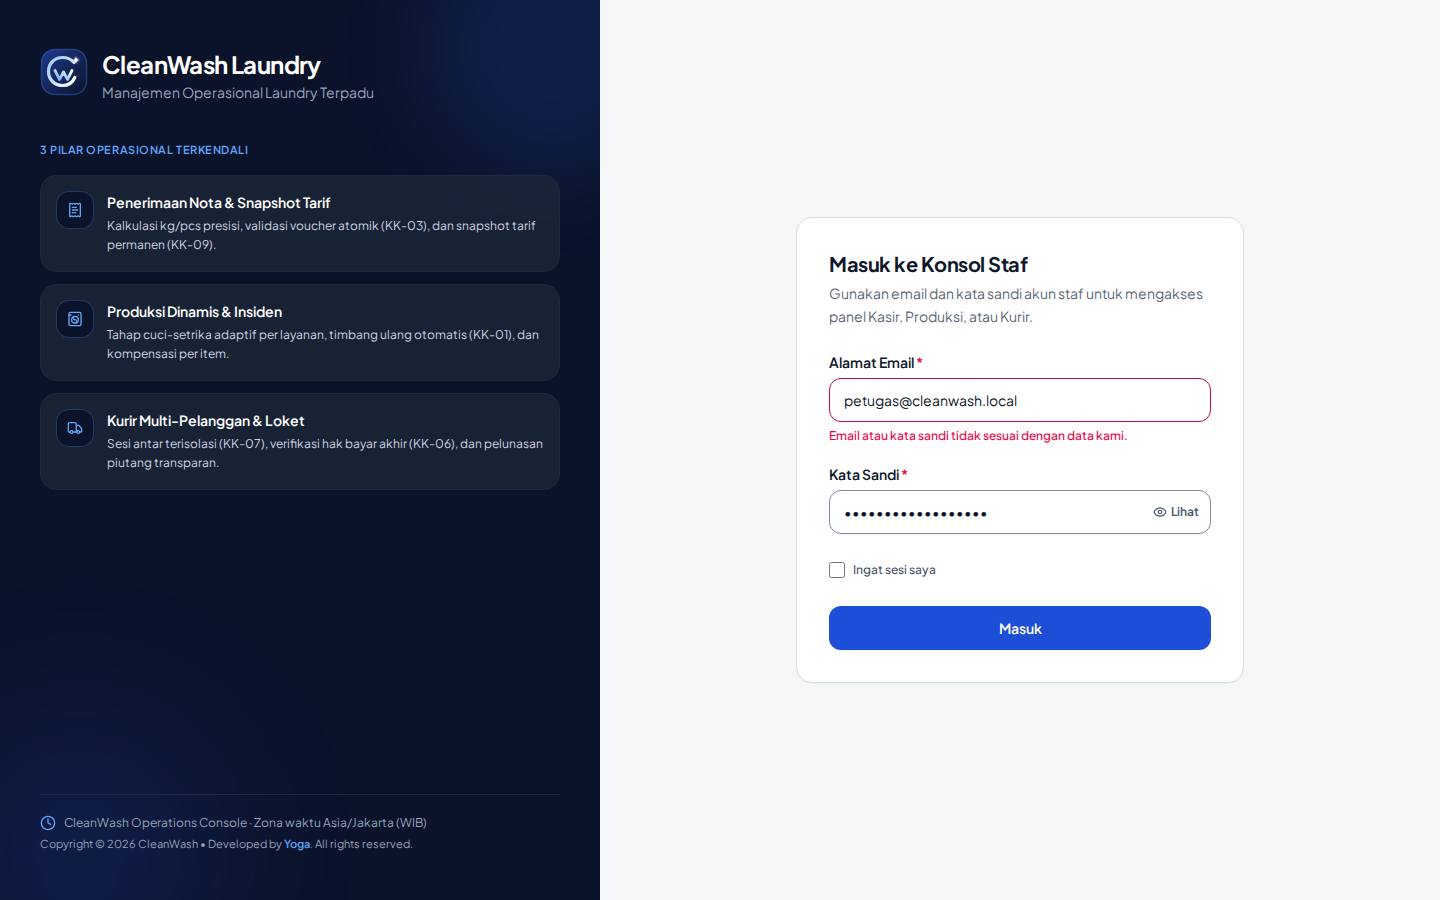 CleanWash Laundry
Manajemen Operasional Laundry Terpadu
3 PILAR OPERASIONAL TERKENDALI
Penerimaan Nota & Snapshot Tarif
Kalkulasi kg/pcs presisi, validasi voucher atomik (KK-03), dan snapshot tarif
permanen (KK-09).
Produksi Dinamis & Insiden
Tahap cuci-setrika adaptif per layanan, timbang ulang otomatis (KK-01), dan
kompensasi per item.
Kurir Multi-Pelanggan & Loket
Sesi antar terisolasi (KK-07), verifikasi hak bayar akhir (KK-06), dan pelunasan
piutang transparan.
CleanWash Operations Console · Zona waktu Asia/Jakarta (WIB)
Copyright © 2026 CleanWash • Developed by Yoga. All rights reserved.
Masuk ke Konsol Staf
Gunakan email dan kata sandi akun staf untuk mengakses
panel Kasir, Produksi, atau Kurir.
Alamat Email *
petugas@cleanwash.local
Email atau kata sandi tidak sesuai dengan data kami.
Kata Sandi *
••••••••••••••••••
Lihat
Ingat sesi saya
Masuk